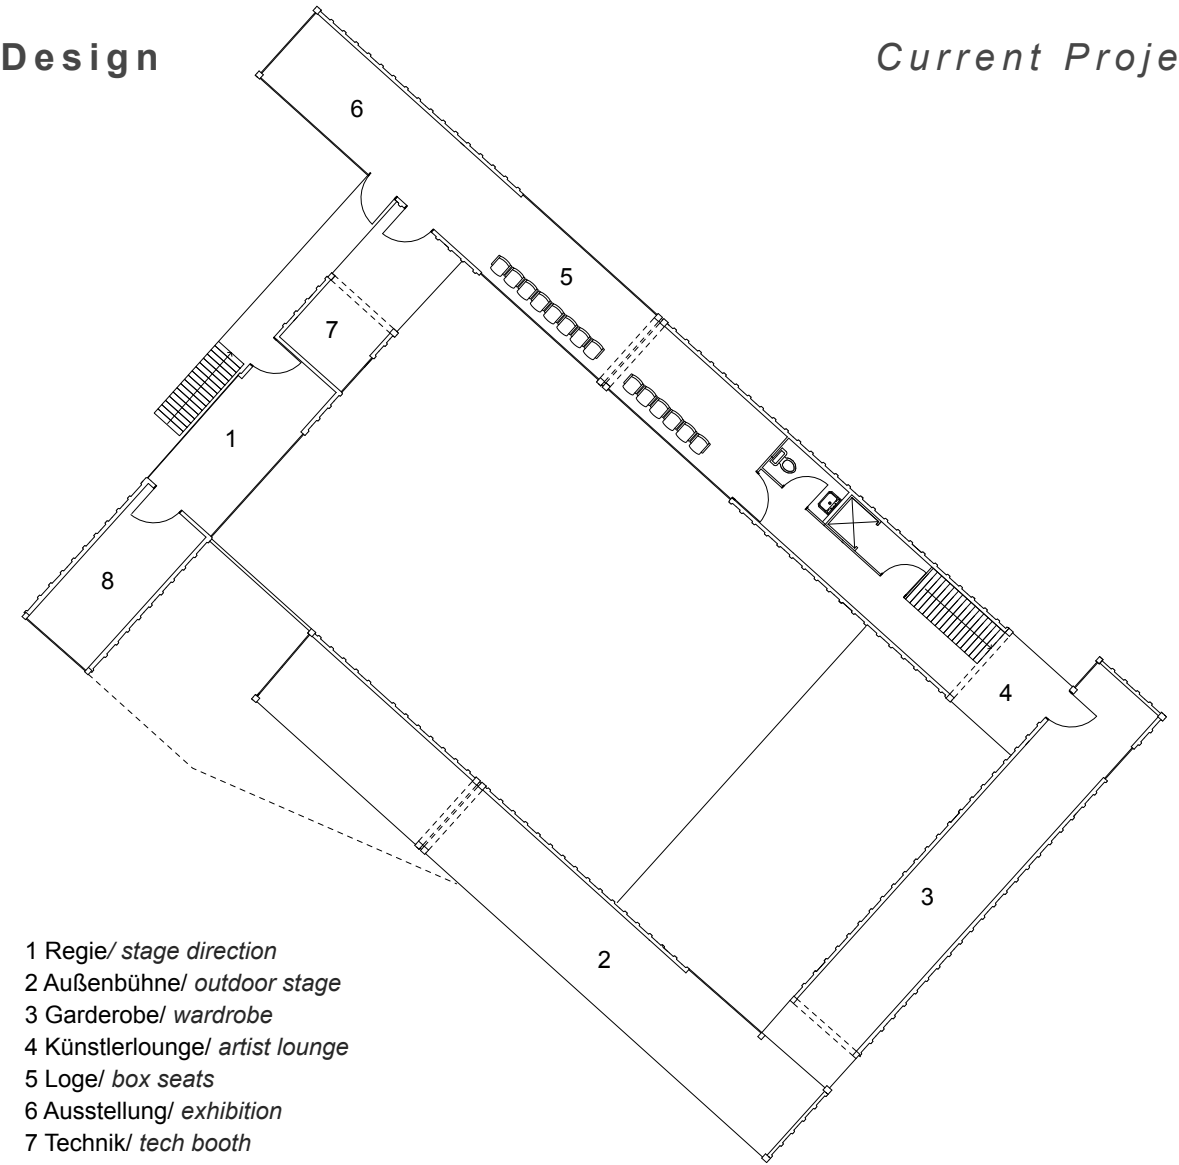 Design
Current Proje
6
5
7
1
8
4
3
2
1 Regie/ stage direction
2 Außenbühne/ outdoor stage
3 Garderobe/ wardrobe
4 Künstlerlounge/ artist lounge
5 Loge/ box seats
6 Ausstellung/ exhibition
7 Technik/ tech booth